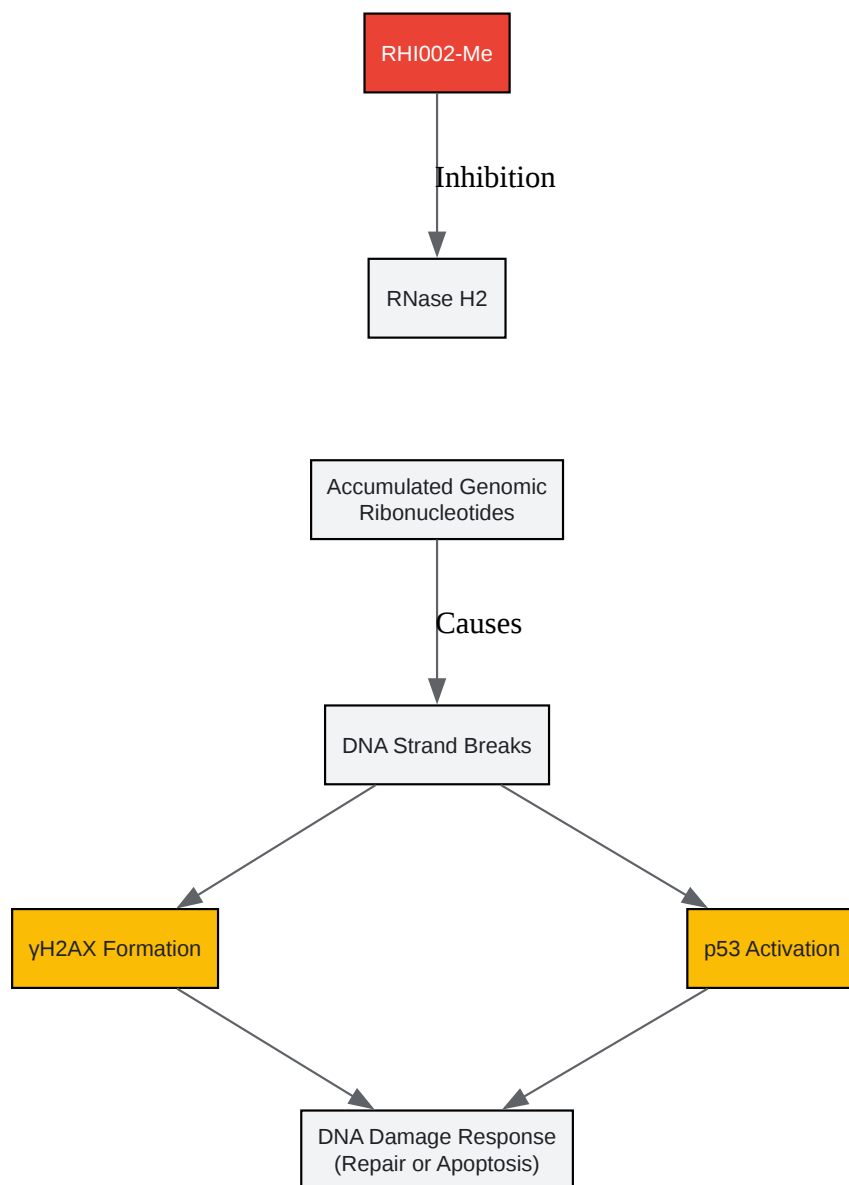 RHI002-Me
Inhibition
RNase H2
Accumulated Genomic
Ribonucleotides
Causes
DNA Strand Breaks
γH2AX Formation
p53 Activation
DNA Damage Response
(Repair or Apoptosis)